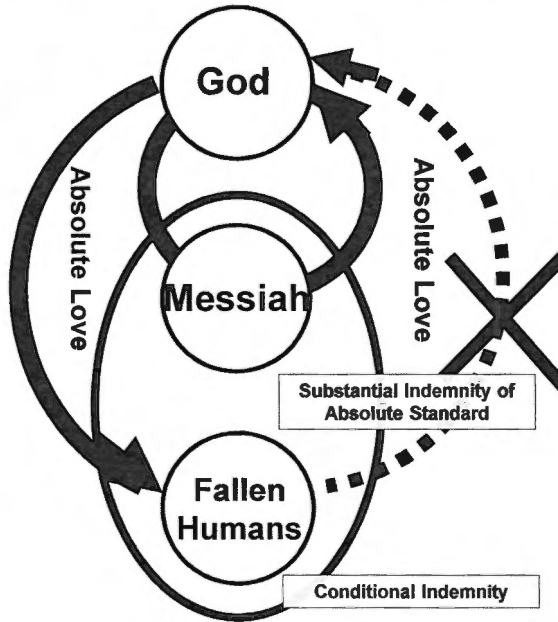 God
Absolute Love
Absolute Love
Messiah
Substantial Indemnity of
Absolute Standard
Fallen
Humans
Conditional Indemnity